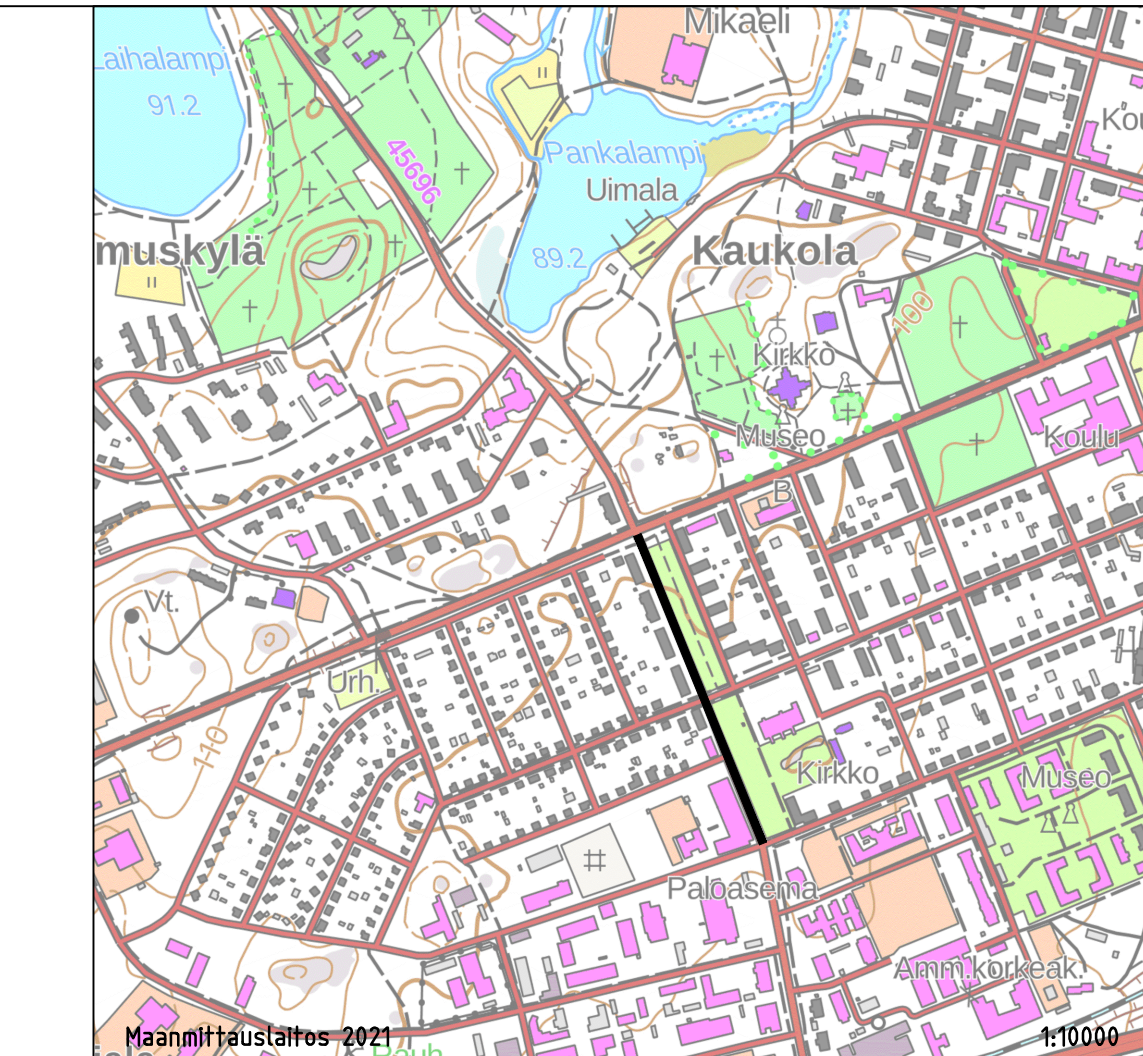 Mikaeli
Laihalampi
91.2
45696
Pankalampi
Uimala
muskylä
89.2
Kaukola
100
Kirkko
Museo
Koulu
B
Vt.
Urh.
110
Kirkko
Museo
Paloasema
Amm.korkeak.
Maanmittauslaitos 2021
1:10000